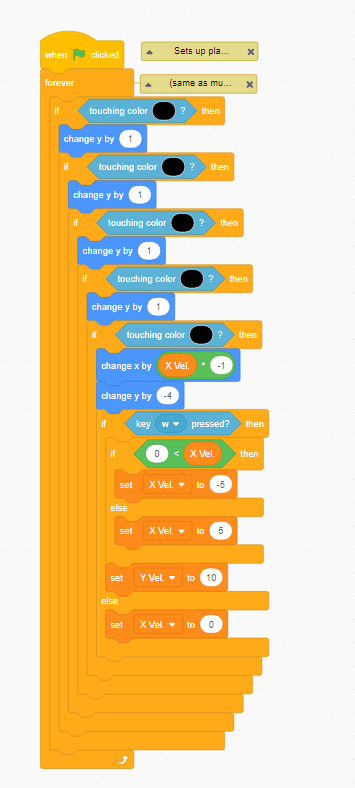 when clicked
Sets up pla...
forever
(same as mu...
if touching color ? then
change y by 1
if touching color ? then
change y by 1
if touching color ? then
change y by 1
if touching color ? then
change y by 1
if touching color ? then
change x by X Vel. * -1
change y by -4
if key w pressed? then
if 0 < X Vel. then
set X Vel. to -5
else
set X Vel. to 5
set Y Vel. to 10
else
set X Vel. to 0